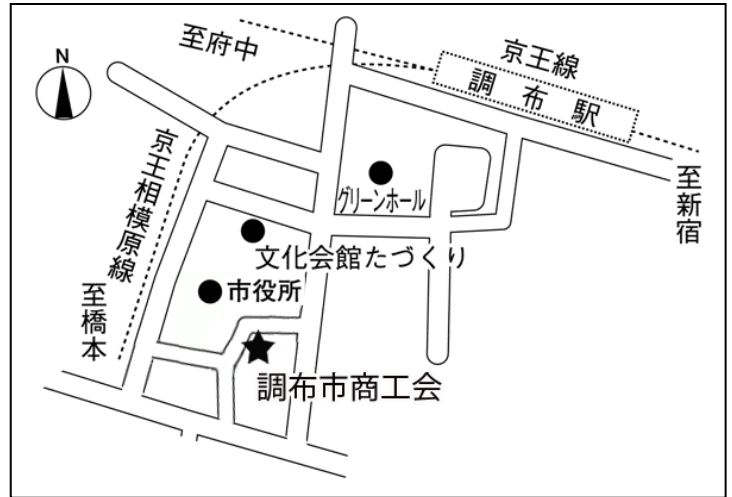 N
至府中
京王線
調布駅
至新宿
グリーンホール
京王相模原線
文化会館たづくり
市役所
至橋本
調布市商工会